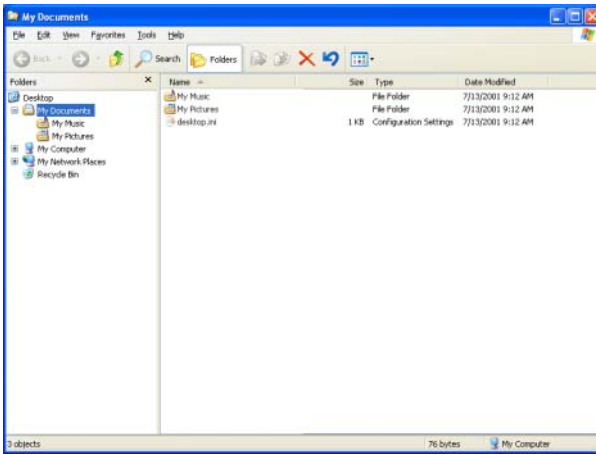 My Documents
File Edit View Favorites Tools Help
Back Search Folders
Folders
Name Size Type Date Modified
Desktop
My Documents
My Music
My Pictures
My Computer
My Network Places
Recycle Bin
My Music File Folder 7/13/2001 9:12 AM
My Pictures File Folder 7/13/2001 9:12 AM
desktop.ini 1 KB Configuration Settings 7/13/2001 9:12 AM
3 objects 76 bytes My Computer